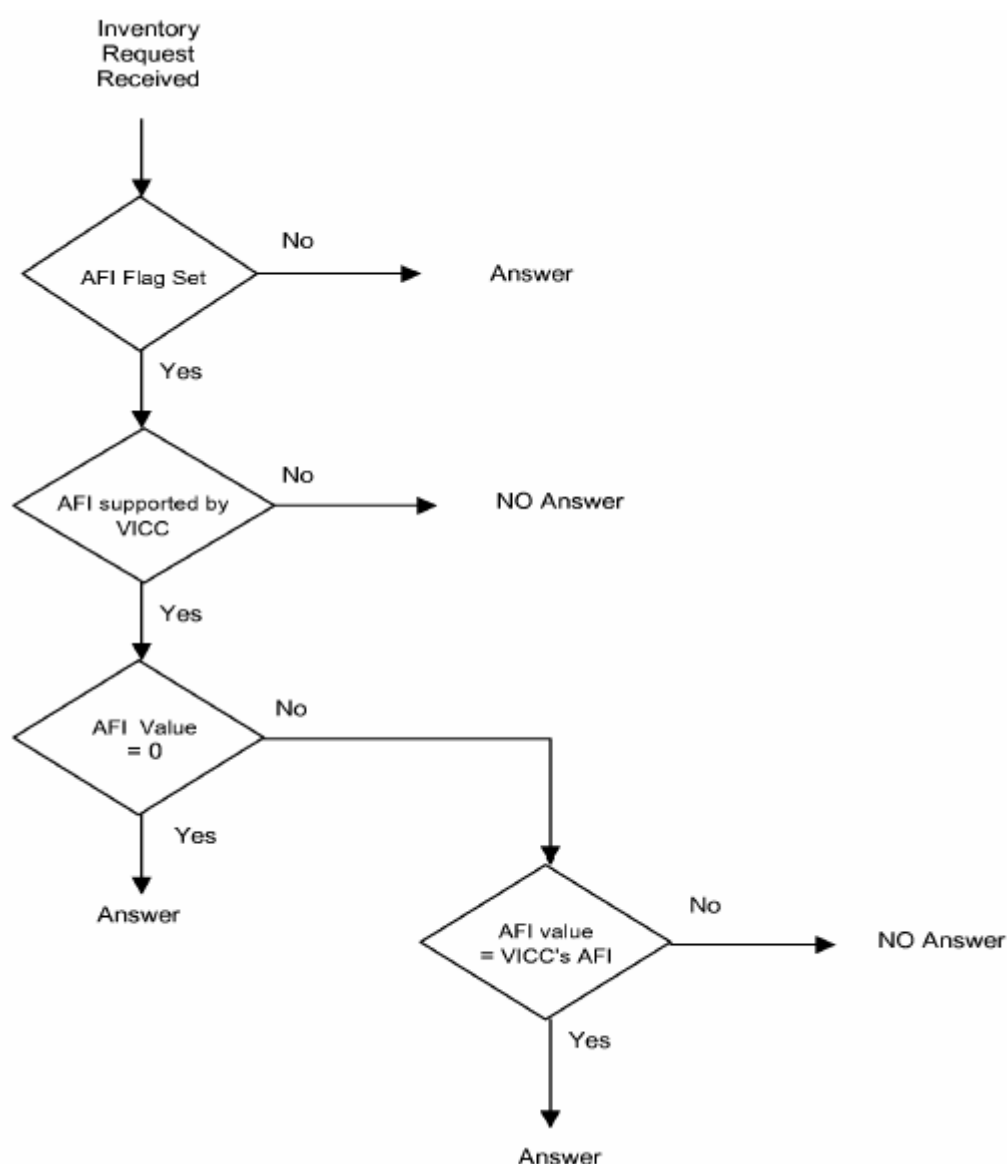 Inventory
Request
Received
No
AFI Flag Set
Answer
Yes
No
AFI supported by
VICC
NO Answer
Yes
No
AFI Value
= 0
Yes
Answer
No
AFI value
= VICC's AFI
NO Answer
Yes
Answer